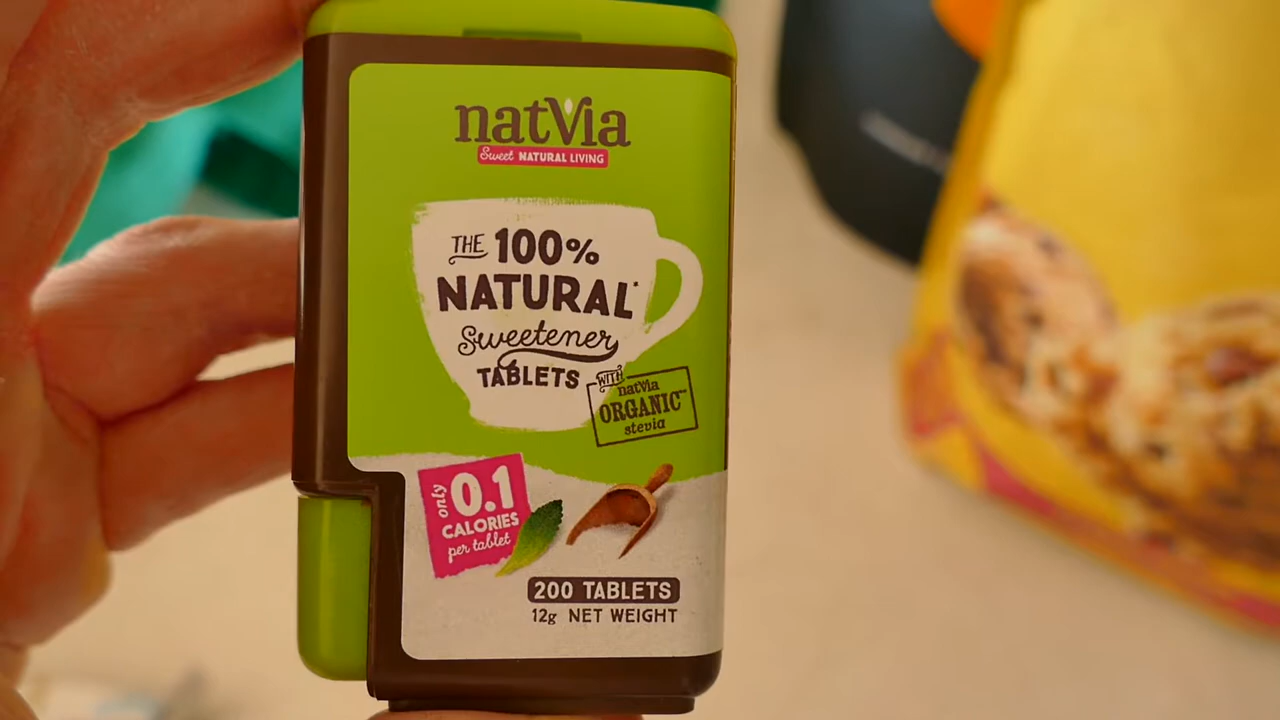 natvia
Sweet NATURAL LIVING
THE 100%
NATURAL*
Sweetener
TABLETS
WITH
natvia
ORGANIC™
stevia
only
0.1
CALORIES
per tablet
200 TABLETS
12g NET WEIGHT